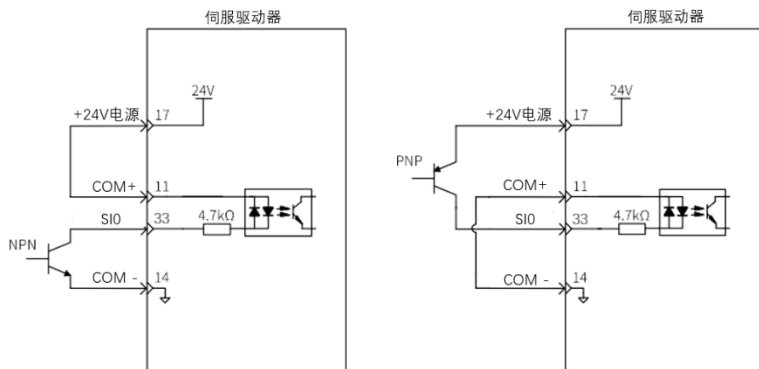 伺服驱动器
24V
+24V电源 17
COM+ 11
SI0 33 4.7kΩ
NPN
COM - 14
伺服驱动器
24V
+24V电源 17
PNP
COM+ 11
SI0 33 4.7kΩ
COM - 14